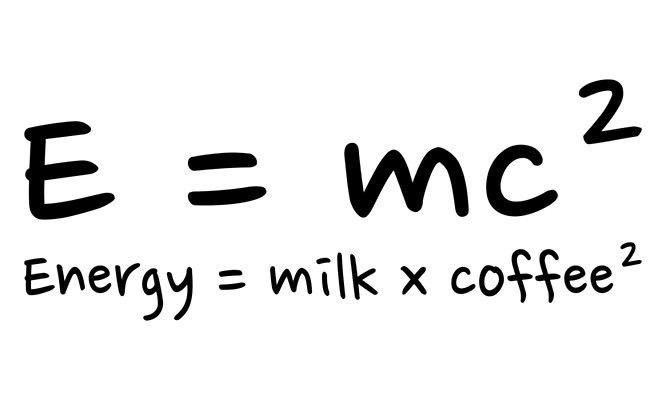 E = mc²
Energy = milk x coffee²